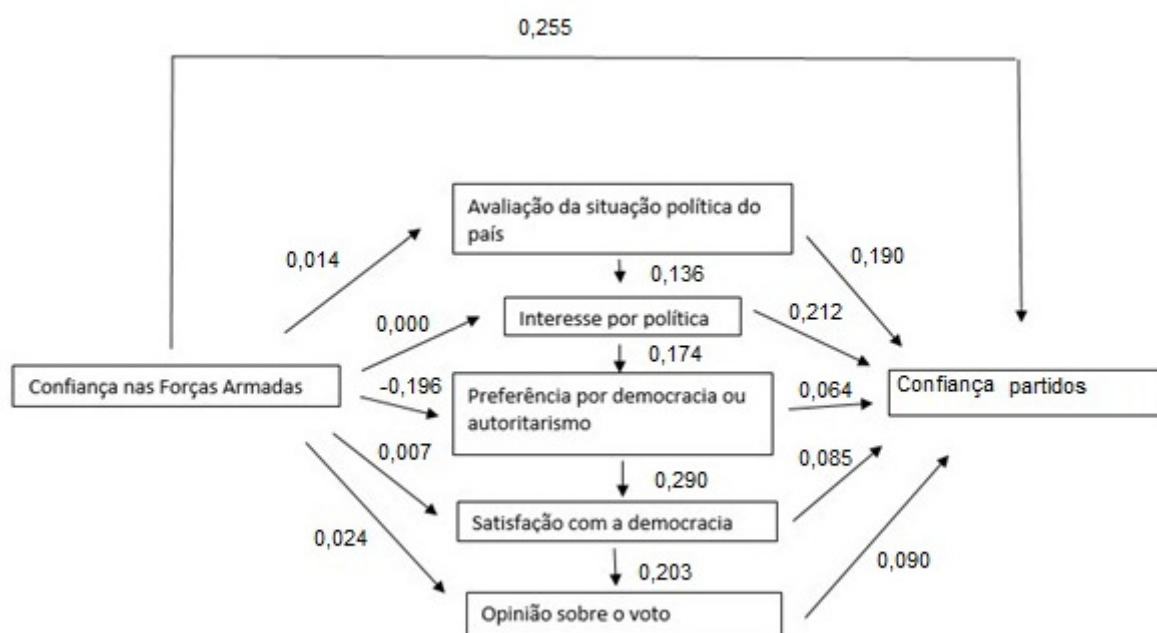 0,255
Avaliação da situação política do
país
0,014
0,190
0,136
0,000
Interesse por política
0,212
0,174
Confiança nas Forças Armadas
-0,196
Preferência por democracia ou
autoritarismo
0,064
Confiança partidos
0,007
0,085
0,290
Satisfação com a democracia
0,024
0,203
0,090
Opinião sobre o voto